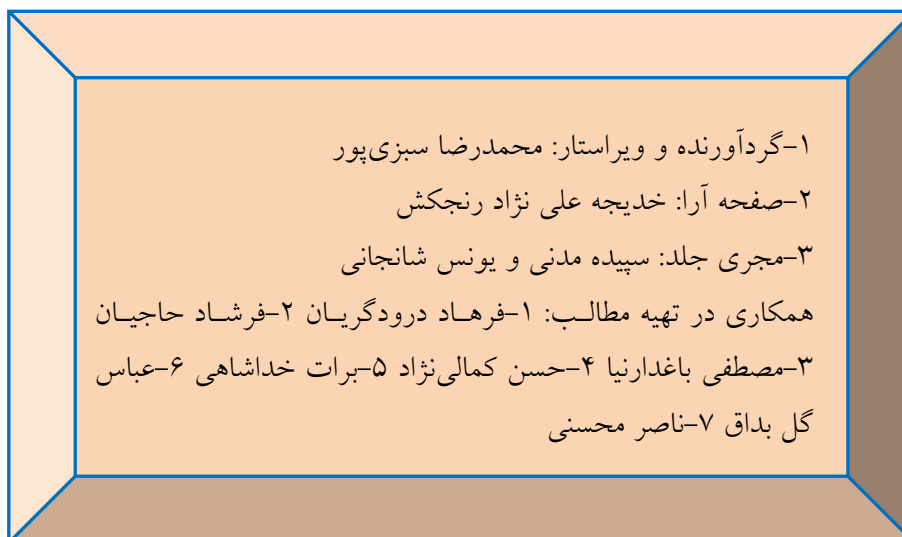 ۱-گردآورنده و ویراستار: محمدرضا سبزی‌پور
۲-صفحه آرا: خدیجه علی نژاد رنجکش
۳-مجری جلد: سپیده مدنی و یونس شانجانی
همکاری در تهیه مطالب: ۱-فرهاد درودگریان ۲-فرشاد حاجیان
۳-مصطفی باغدارنیا ۴-حسن کمالی‌نژاد ۵-برات خداشاهی ۶-عباس
گل بداق ۷-ناصر محسنی